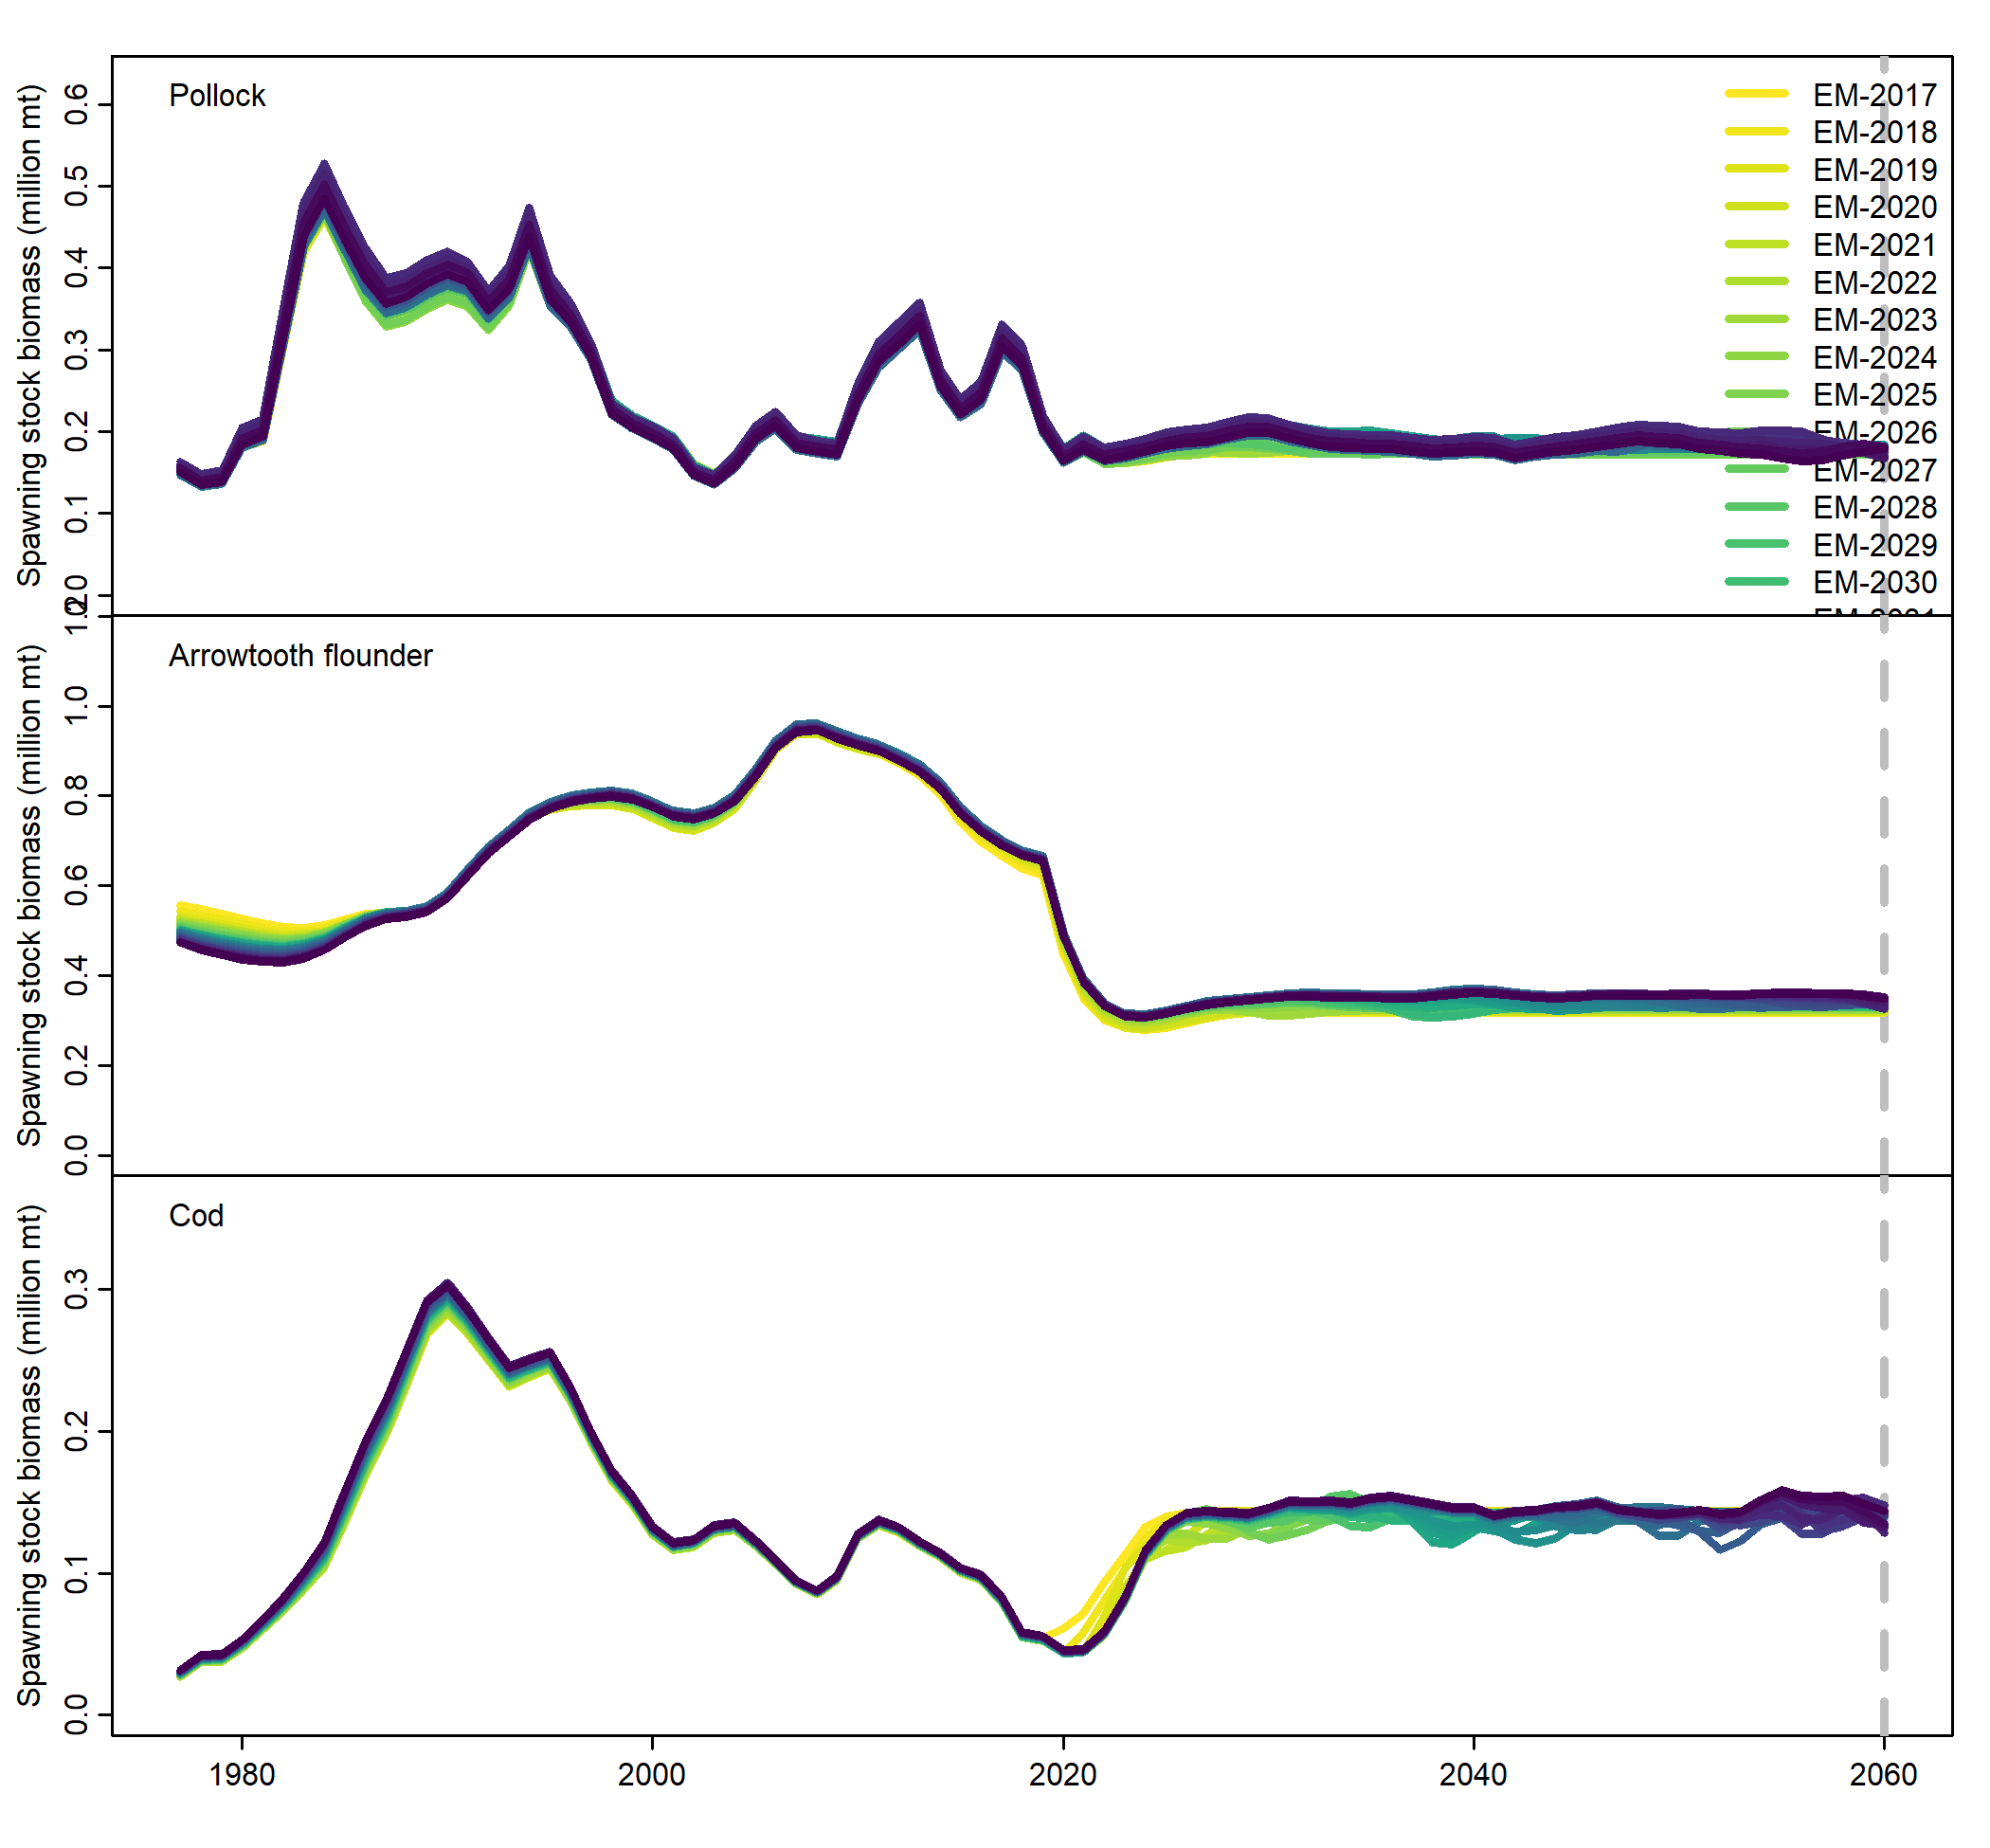 Spawning stock biomass (million mt)
0.6
0.5
0.4
0.3
0.2
0.1
0.0
Pollock
EM-2017
EM-2018
EM-2019
EM-2020
EM-2021
EM-2022
EM-2023
EM-2024
EM-2025
EM-2026
EM-2027
EM-2028
EM-2029
EM-2030
Spawning stock biomass (million mt)
1.2
1.0
0.8
0.6
0.4
0.2
0.0
Arrowtooth flounder
Spawning stock biomass (million mt)
0.3
0.2
0.1
0.0
Cod
1980
2000
2020
2040
2060